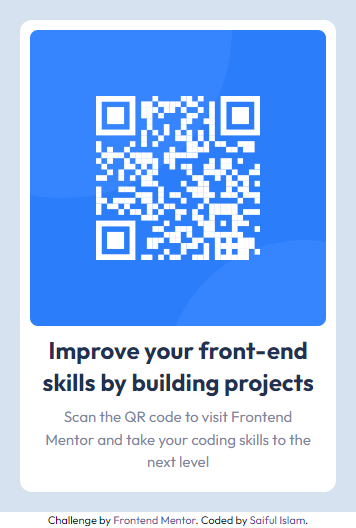 Improve your front-end
skills by building projects
Scan the QR code to visit Frontend
Mentor and take your coding skills to the
next level
Challenge by Frontend Mentor. Coded by Saiful Islam.